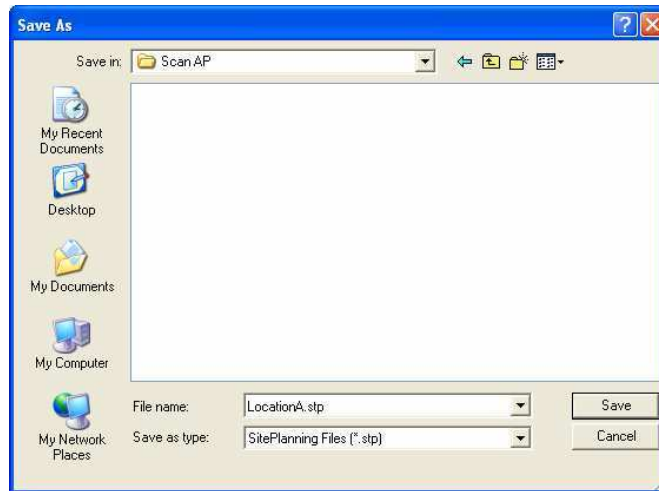 Save As
Save in: Scan AP
My Recent
Documents
Desktop
My Documents
My Computer
My Network
Places
File name: LocationA.stp Save
Save as type: SitePlanning Files (*.stp) Cancel